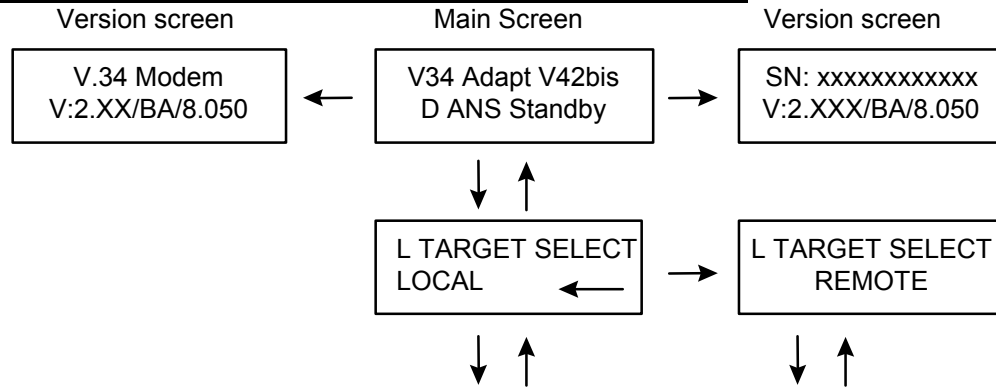 Version screen
Main Screen
Version screen
V.34 Modem
V:2.XX/BA/8.050
V34 Adapt V42bis
D ANS Standby
SN: xxxxxxxxxxxx
V:2.XXX/BA/8.050
L TARGET SELECT
LOCAL
L TARGET SELECT
REMOTE